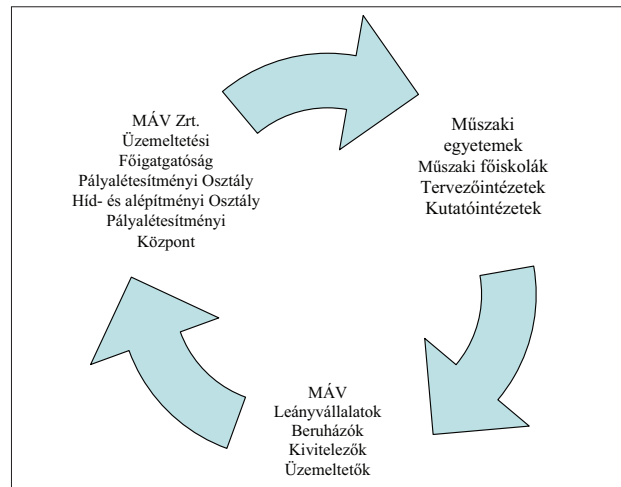 MÁV Zrt.
Üzemeltetési
Főigatgatóság
Pályalétesítményi Osztály
Híd- és alépítményi Osztály
Pályalétesítményi
Központ
Műszaki
egyetemek
Műszaki főiskolák
Tervezőintézetek
Kutatóintézetek
MÁV
Leányvállalatok
Beruházók
Kivitelezők
Üzemeltetők